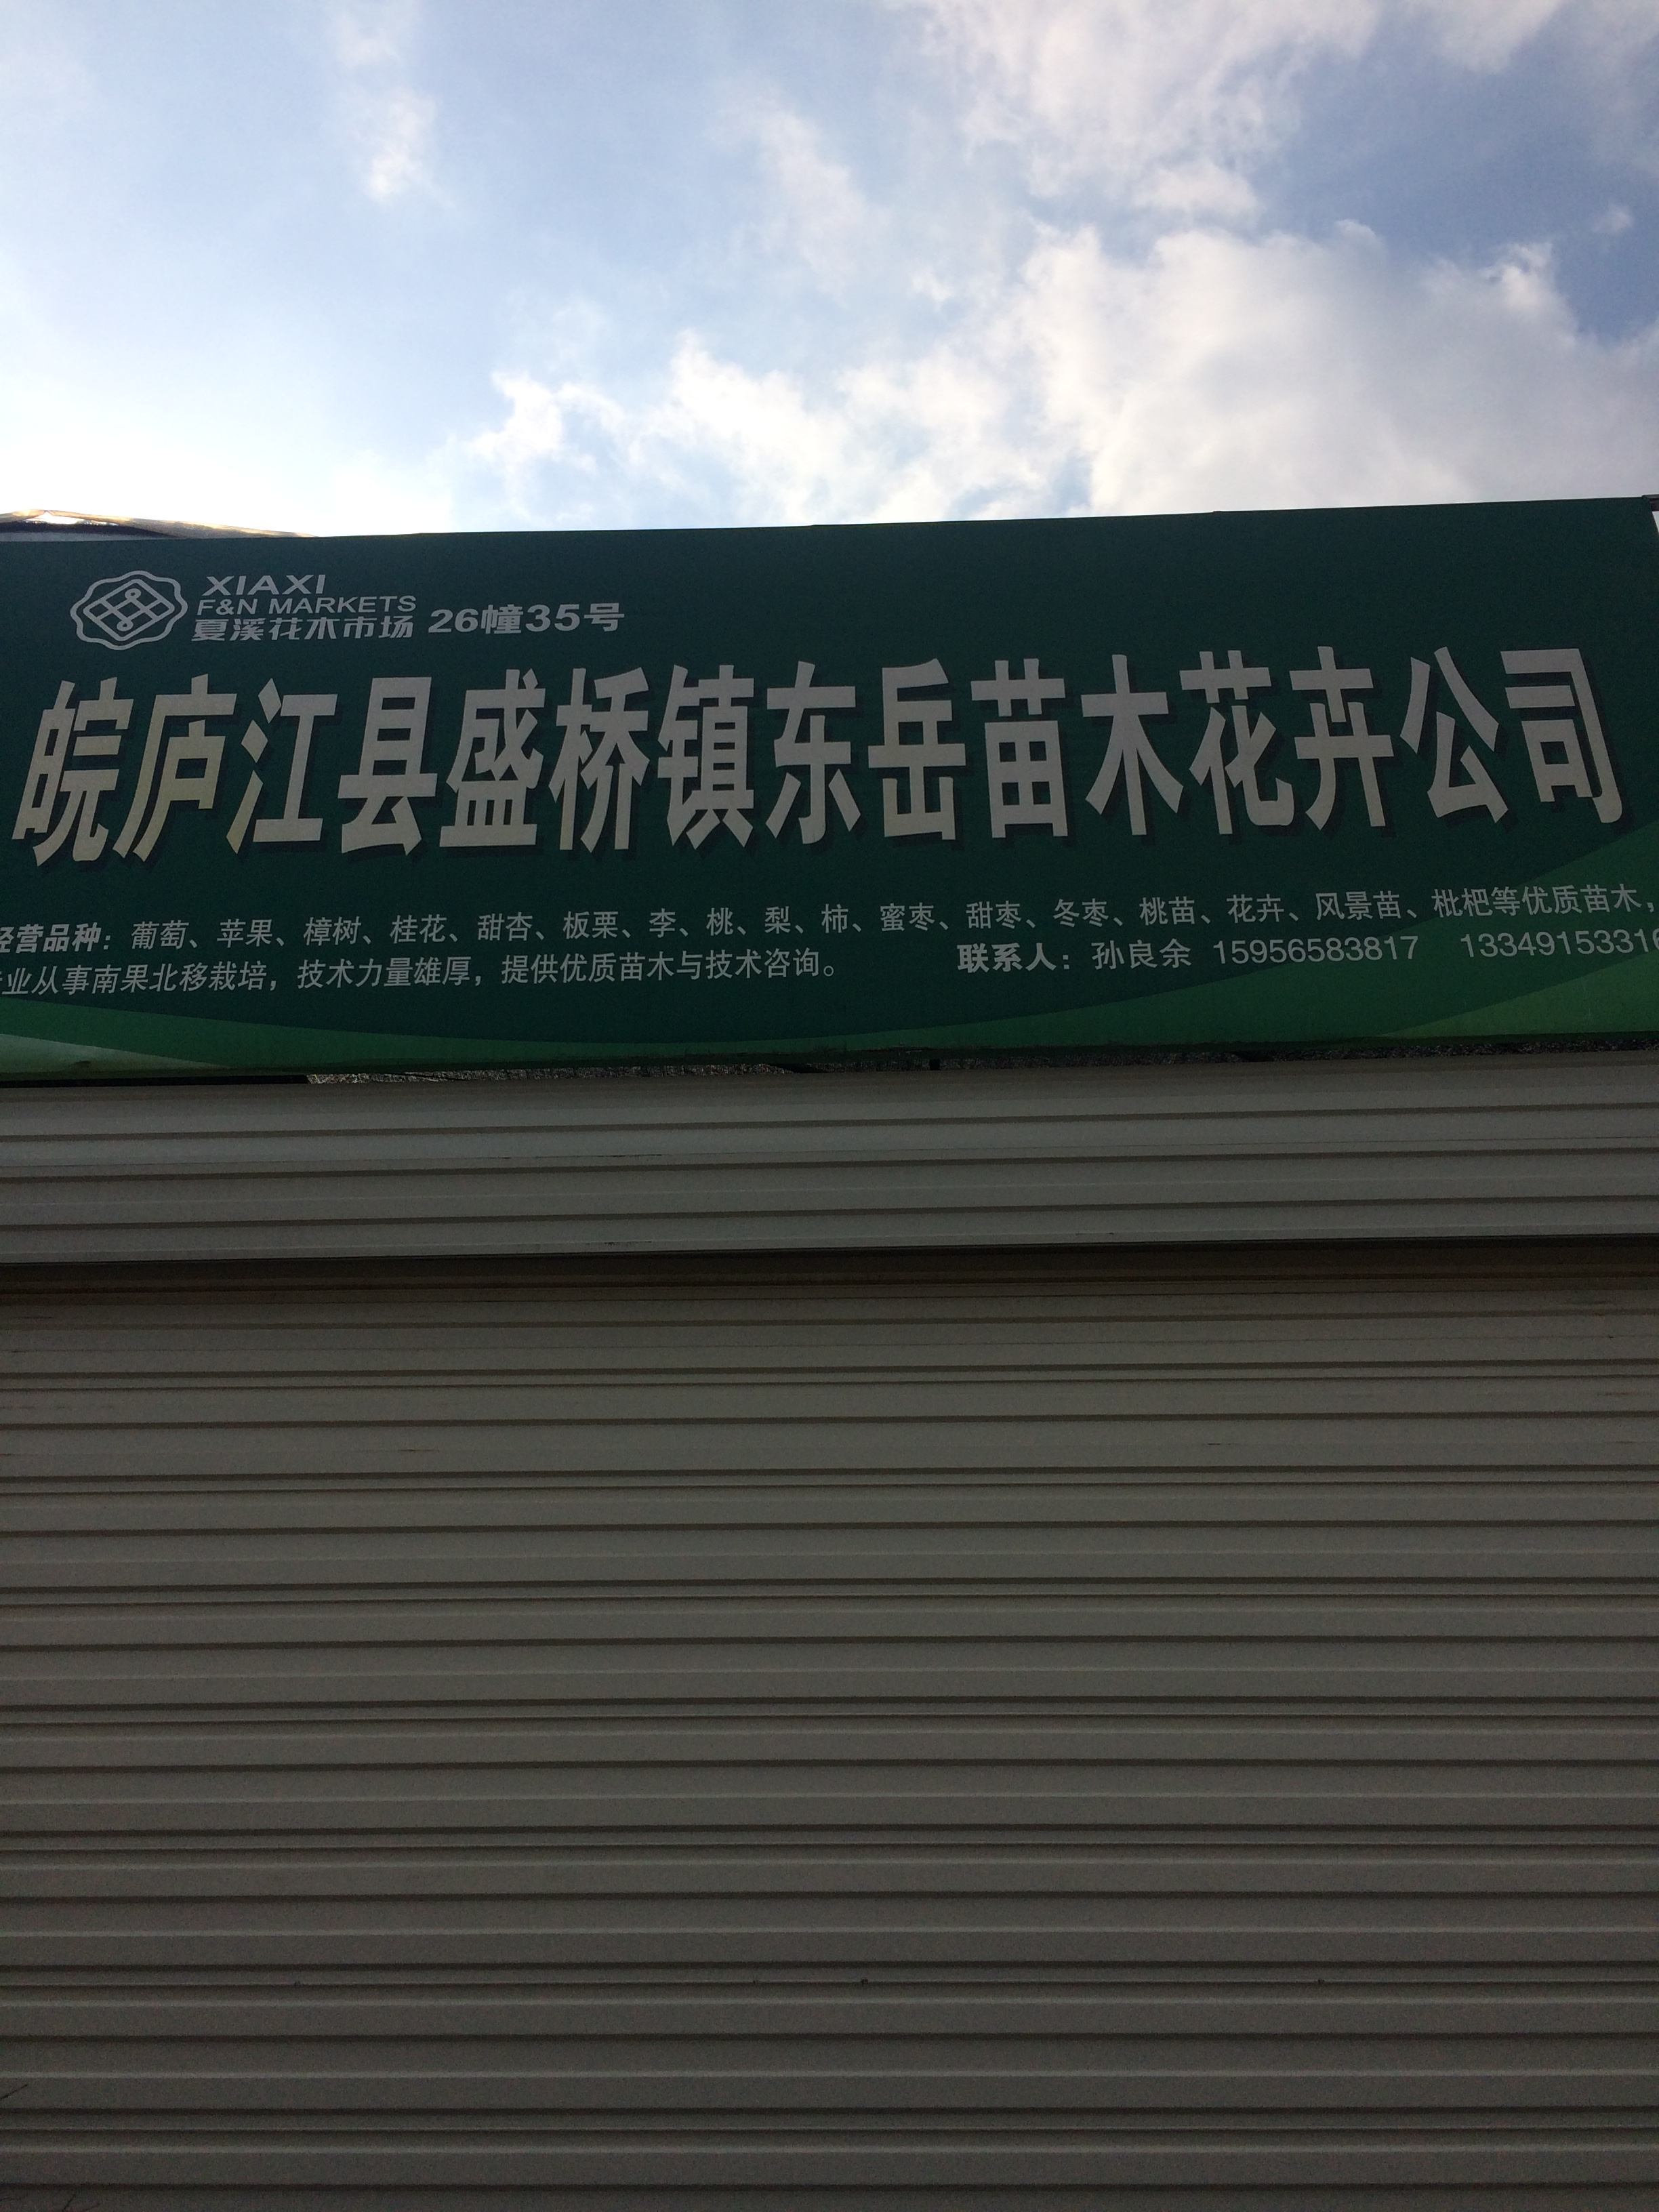 XIAXI
F&N MARKETS
夏溪花木市场 26幢35号
皖庐江县盛桥镇东岳苗木花卉公司
经营品种：葡萄、苹果、樟树、桂花、甜杏、板栗、李、桃、梨、柿、蜜枣、甜枣、冬枣、桃苗、花卉、风景苗、枇杷等优质苗木，
业从事南果北移栽培，技术力量雄厚，提供优质苗木与技术咨询。 联系人：孙良余 15956583817 13349153316